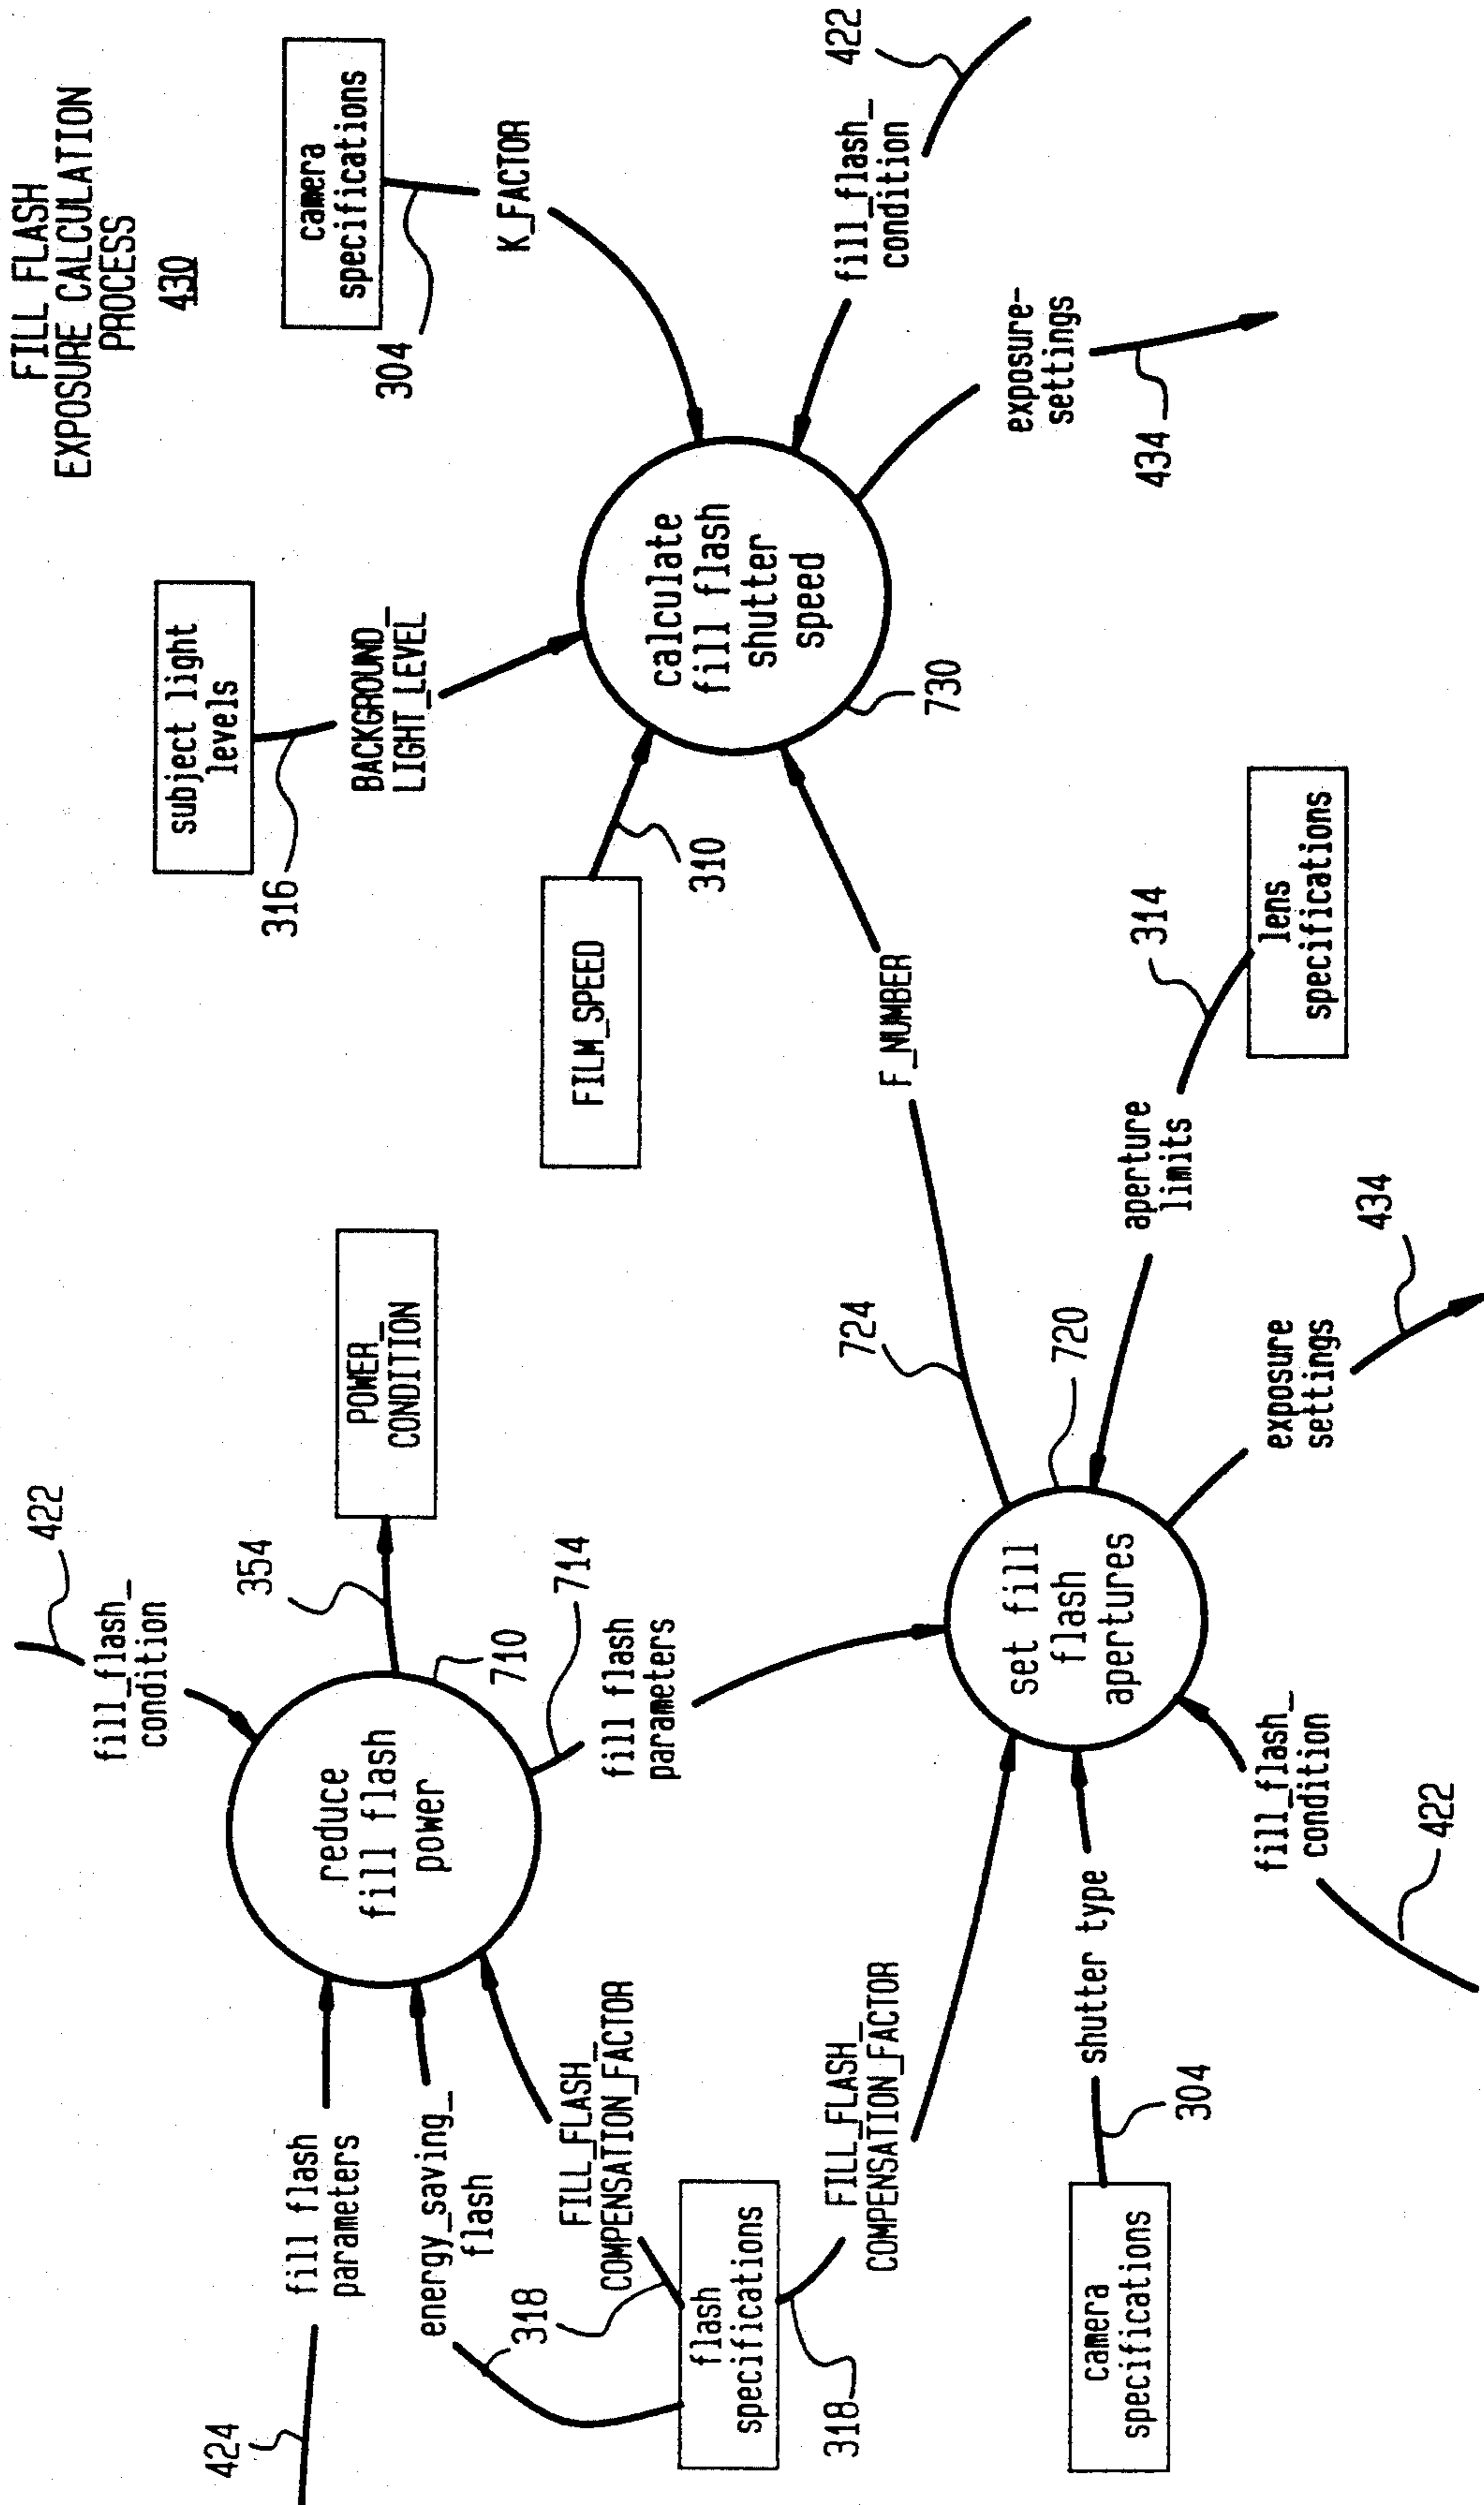 FILL FLASH
EXPOSURE CALCULATION
PROCESS
430
422
fill_flash_
condition
424
fill flash
parameters
354
POWER_
CONDITION
reduce
fill flash
power
710
energy_saving_
flash
318
FILL_FLASH_
COMPENSATION_FACTOR
714
fill flash
parameters
flash
specifications
318
FILL_FLASH_
COMPENSATION_FACTOR
camera
specifications
304
shutter type
fill_flash_
condition
422
set fill
flash
apertures
720
724
F_NUMBER
aperture
limits
314
lens
specifications
exposure
settings
434
subject light
levels
316
BACKGROUND_
LIGHT_LEVEL
FILM_SPEED
310
camera
specifications
304
K_FACTOR
calculate
fill flash
shutter
speed
730
fill_flash_
condition
422
exposure-
settings
434